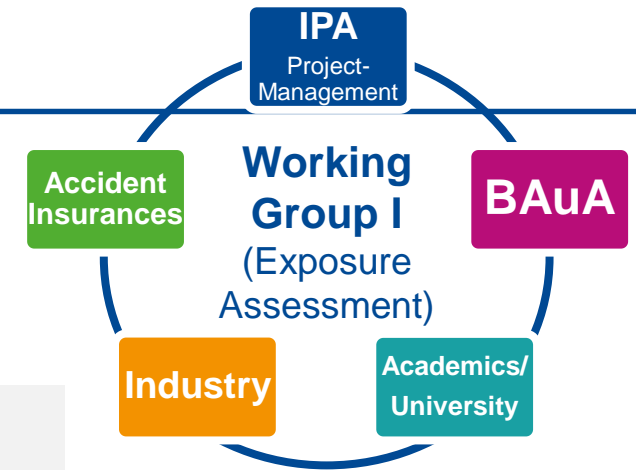 IPA
Project-
Management
Accident
Insurances
Working
Group I
(Exposure
Assessment)
BAuA
Industry
Academics/
University